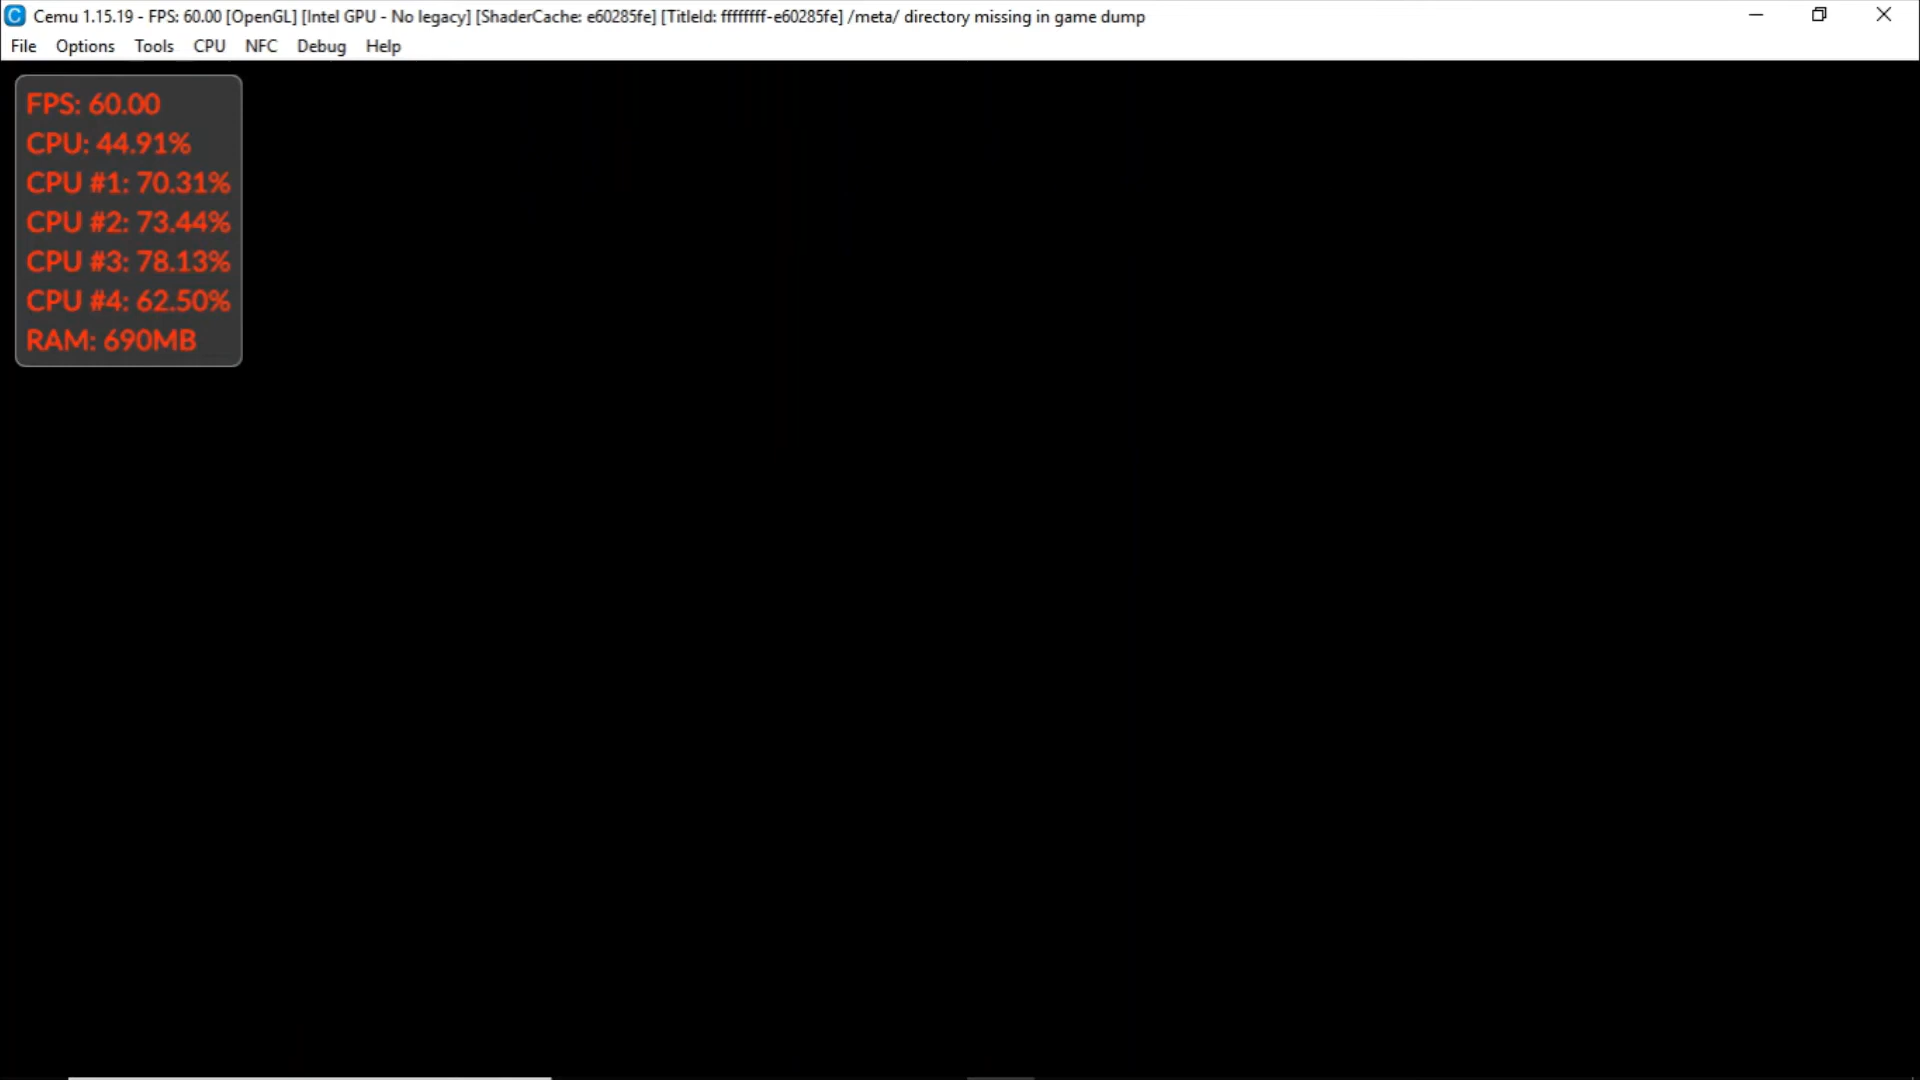 Cemu 1.15.19 - FPS: 60.00 [OpenGL] [Intel GPU - No legacy] [ShaderCache: e60285fe] [TitleId: ffffffff-e60285fe] /meta/ directory missing in game dump
File Options Tools CPU NFC Debug Help
FPS: 60.00
CPU: 44.91%
CPU #1: 70.31%
CPU #2: 73.44%
CPU #3: 78.13%
CPU #4: 62.50%
RAM: 690MB